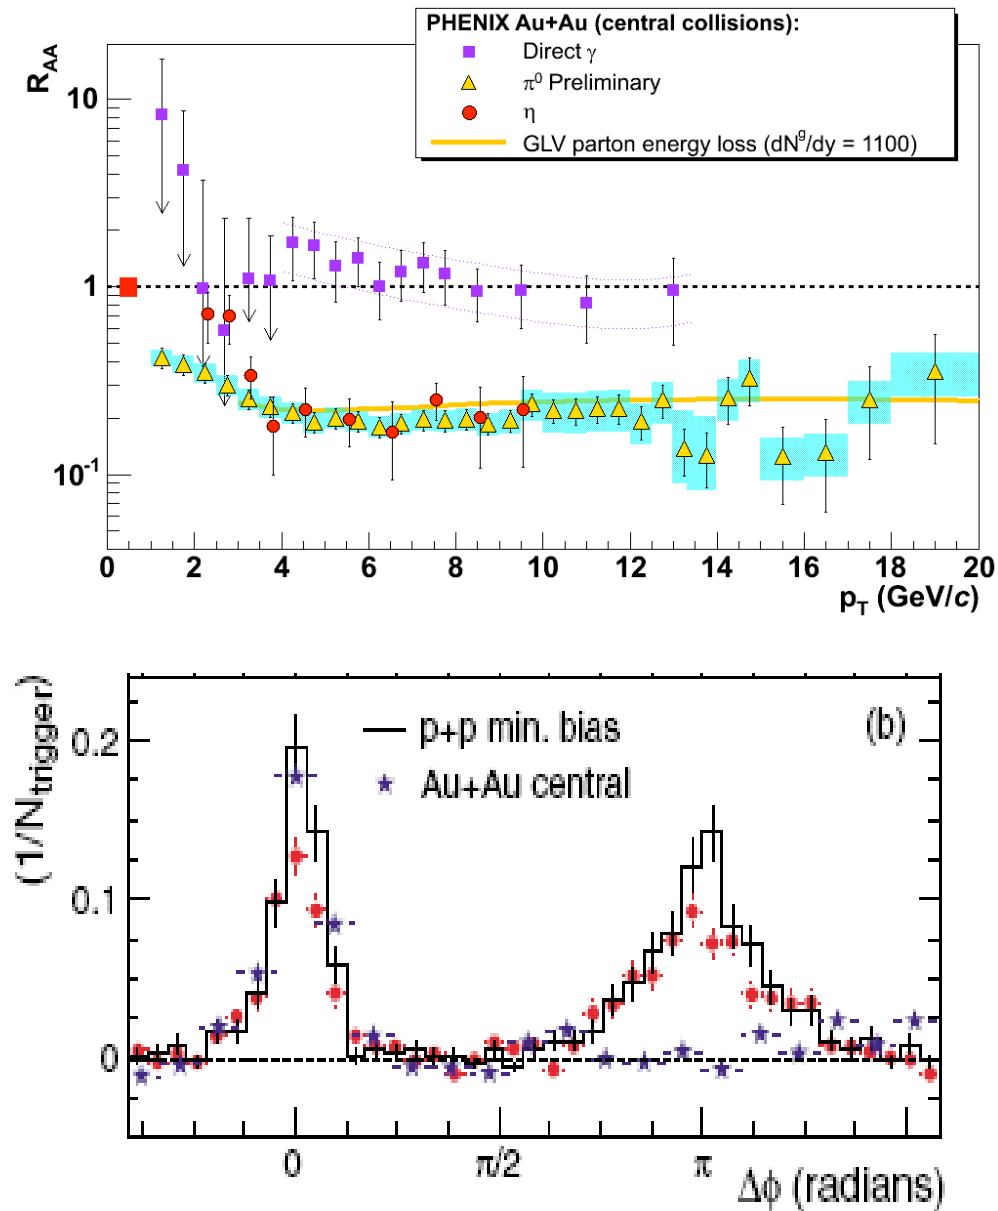 PHENIX Au+Au (central collisions):
Direct γ
π⁰ Preliminary
η
GLV parton energy loss (dNᵍ/dy = 1100)
R_AA
10
1
10⁻¹
0 2 4 6 8 10 12 14 16 18 20
p_T (GeV/c)
(1/N_trigger)
p+p min. bias
Au+Au central
(b)
0.2
0.1
0
0 π/2 π
Δϕ (radians)